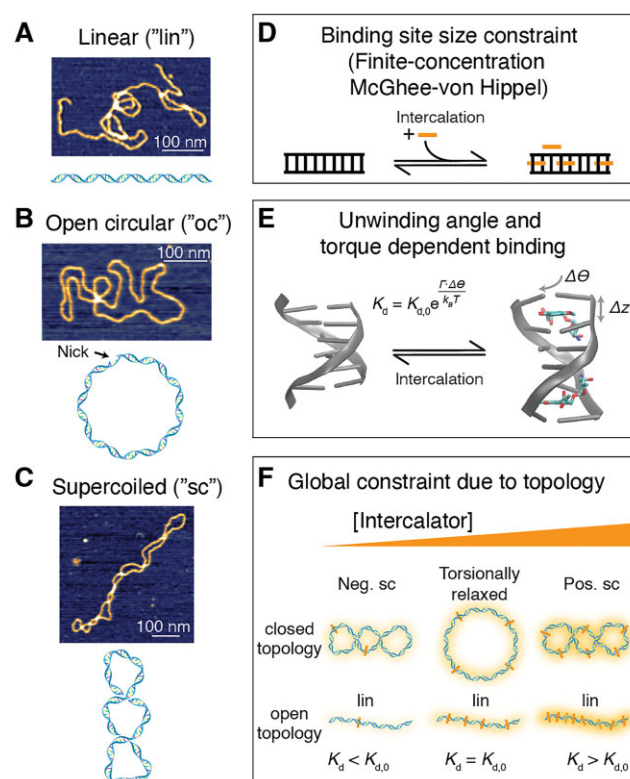 A Linear ("lin")
100 nm
B Open circular ("oc")
100 nm
Nick
C Supercoiled ("sc")
100 nm
D Binding site size constraint
(Finite-concentration
McGhee-von Hippel)
Intercalation
+
E Unwinding angle and
torque dependent binding
K_d = K_d,0 e^(Γ·Δθ / k_B T)
Δθ
Δz
Intercalation
F Global constraint due to topology
[Intercalator]
Neg. sc Torsionally relaxed Pos. sc
closed topology
lin lin lin
open topology
K_d < K_d,0 K_d = K_d,0 K_d > K_d,0